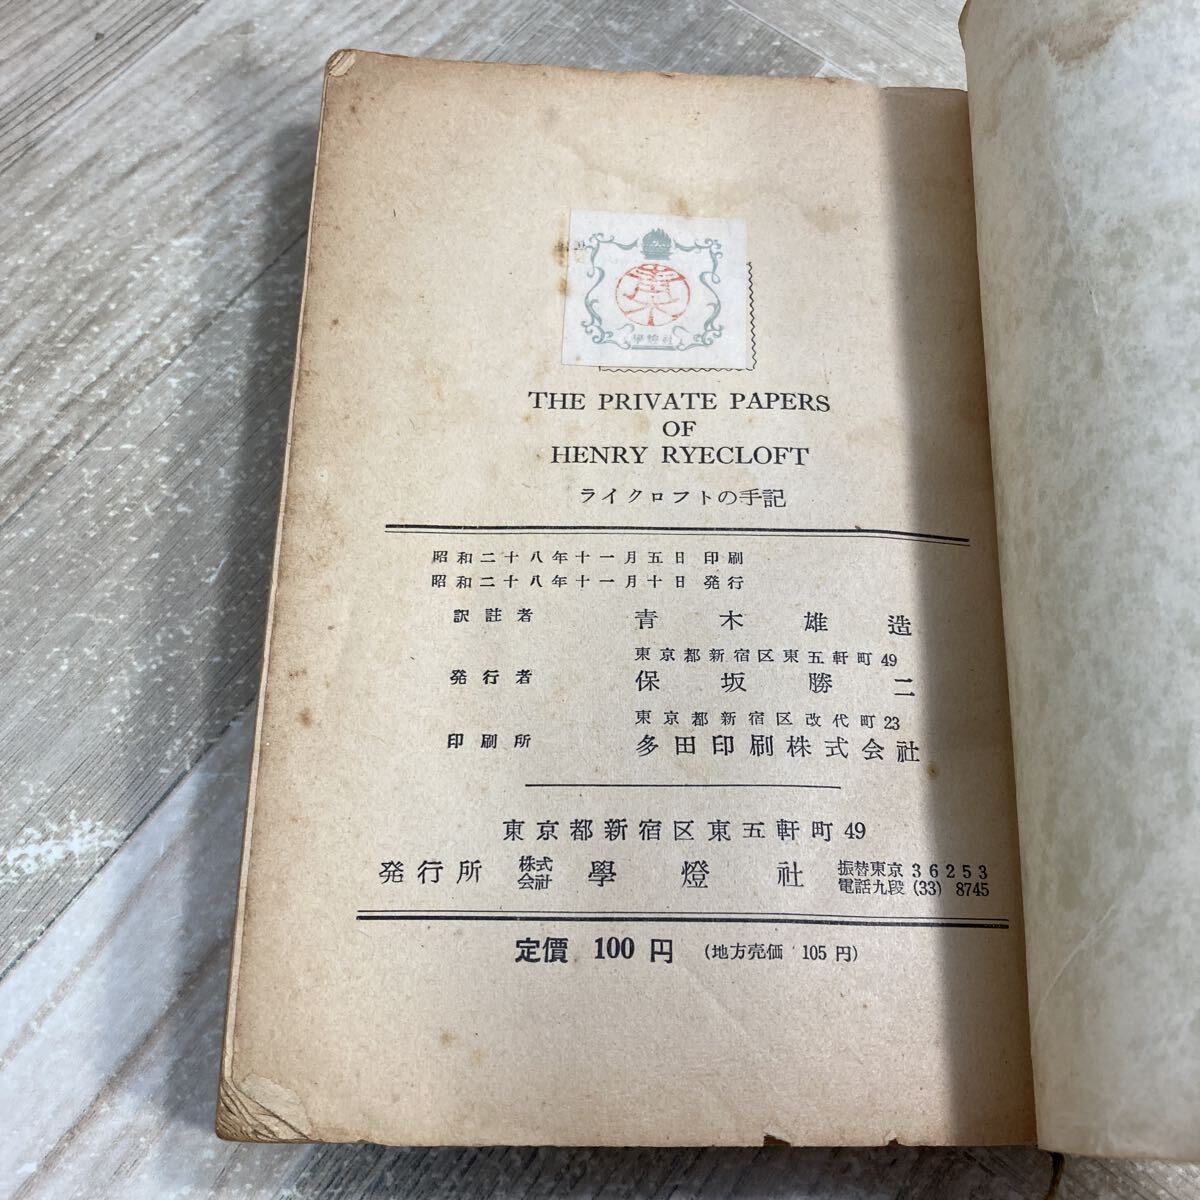 青木
學燈社
THE PRIVATE PAPERS
OF
HENRY RYECLOFT
ライクロフトの手記
昭和二十八年十一月五日 印刷
昭和二十八年十一月十日 発行
訳註者 青木雄造
東京都新宿区東五軒町49
発行者 保坂勝二
東京都新宿区改代町23
印刷所 多田印刷株式会社
東京都新宿区東五軒町49
発行所 株式会社 學燈社 振替東京 36253
電話九段 (33) 8745
定價 100 円 (地方売価 105 円)